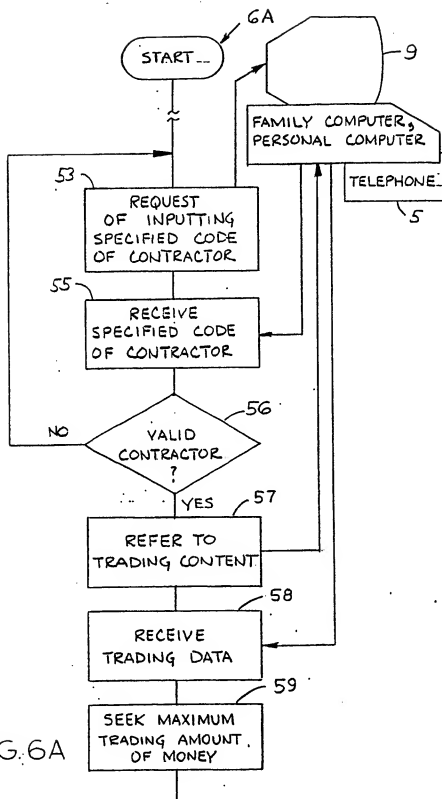 6A
START
9
FAMILY COMPUTER,
PERSONAL COMPUTER
TELEPHONE
5
53
REQUEST
OF INPUTTING
SPECIFIED CODE
OF CONTRACTOR
55
RECEIVE
SPECIFIED CODE
OF CONTRACTOR
56
NO
VALID
CONTRACTOR
?
YES
57
REFER TO
TRADING CONTENT
58
RECEIVE
TRADING DATA
59
SEEK MAXIMUM
TRADING AMOUNT
OF MONEY
G. 6A